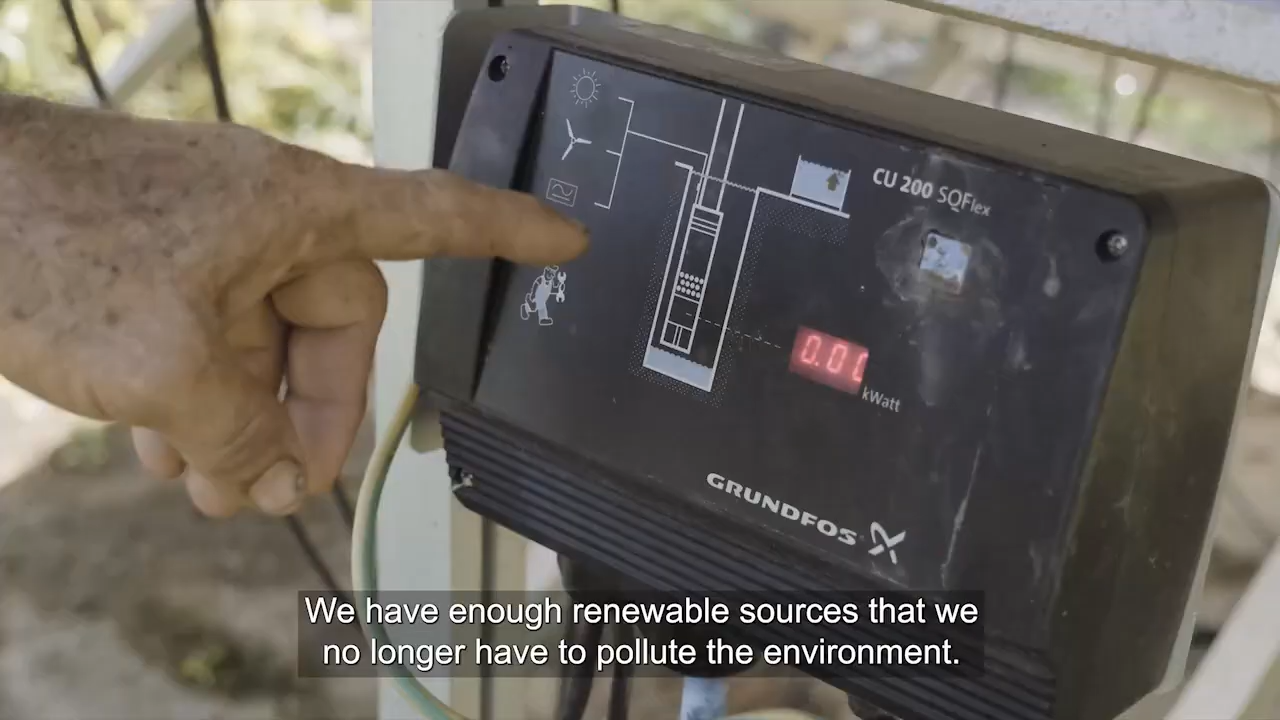 CU 200 SQFlex
0.0
kWatt
GRUNDFOS
We have enough renewable sources that we
no longer have to pollute the environment.